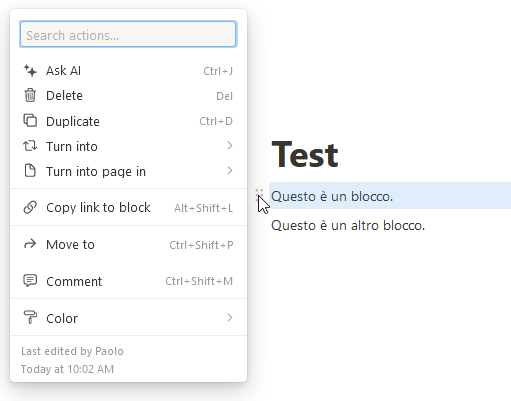 Search actions...
Ask AI Ctrl+J
Delete Del
Duplicate Ctrl+D
Turn into
Turn into page in
Copy link to block Alt+Shift+L
Move to Ctrl+Shift+P
Comment Ctrl+Shift+M
Color
Last edited by Paolo
Today at 10:02 AM
Test
Questo è un blocco.
Questo è un altro blocco.